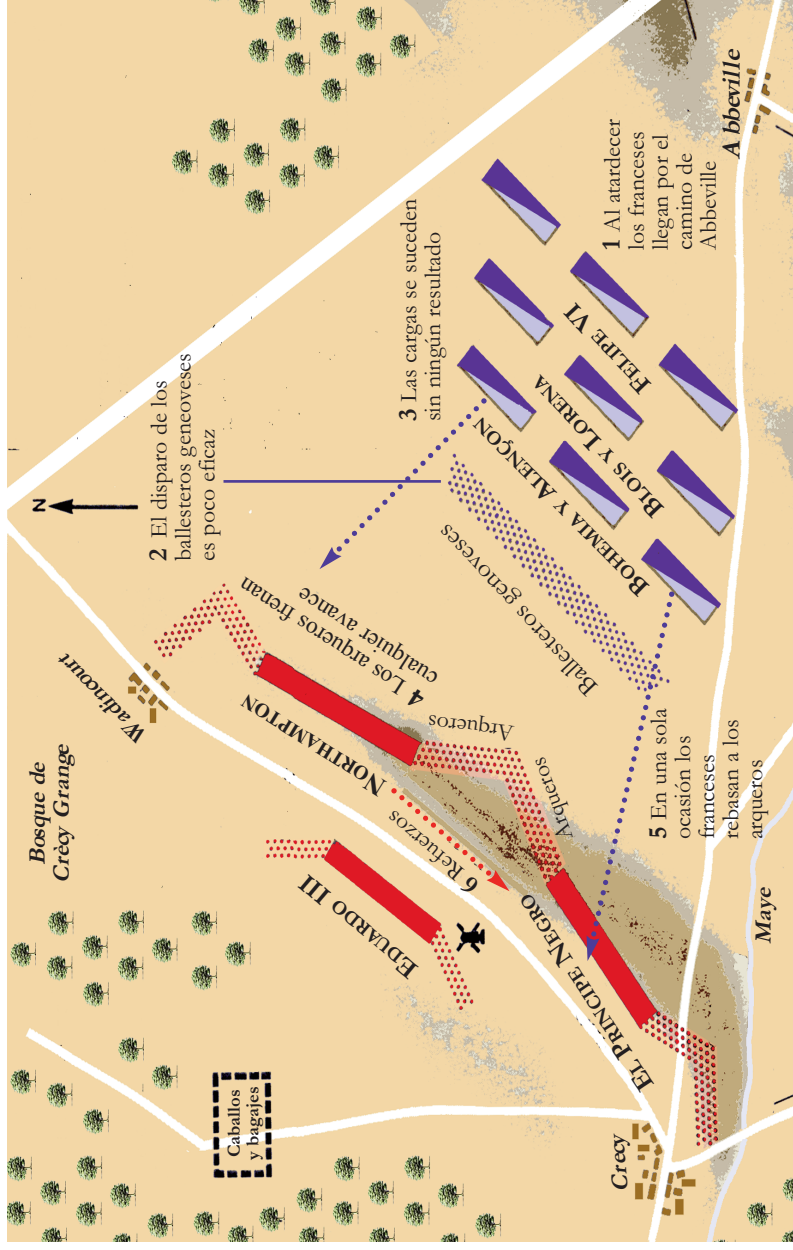 Bosque de
Crècy Grange
Wadincourt
N
2 El disparo de los
ballesteros geneoveses
es poco eficaz
3 Las cargas se suceden
sin ningún resultado
4 Los arqueros frenan
cualquier avance
NORTHAMPTON
EDUARDO III
6 Refuerzos
Arqueros
Arqueros
EL PRÍNCIPE NEGRO
Caballos
y bagajes
Crecy
Maye
5 En una sola
ocasión los
franceses
rebasan a los
arqueros
Ballesteros genoveses
BOHEMIA Y ALENÇON
BLOIS Y LORENA
FELIPE VI
1 Al atardecer
los franceses
llegan por el
camino de
Abbeville
Abbeville